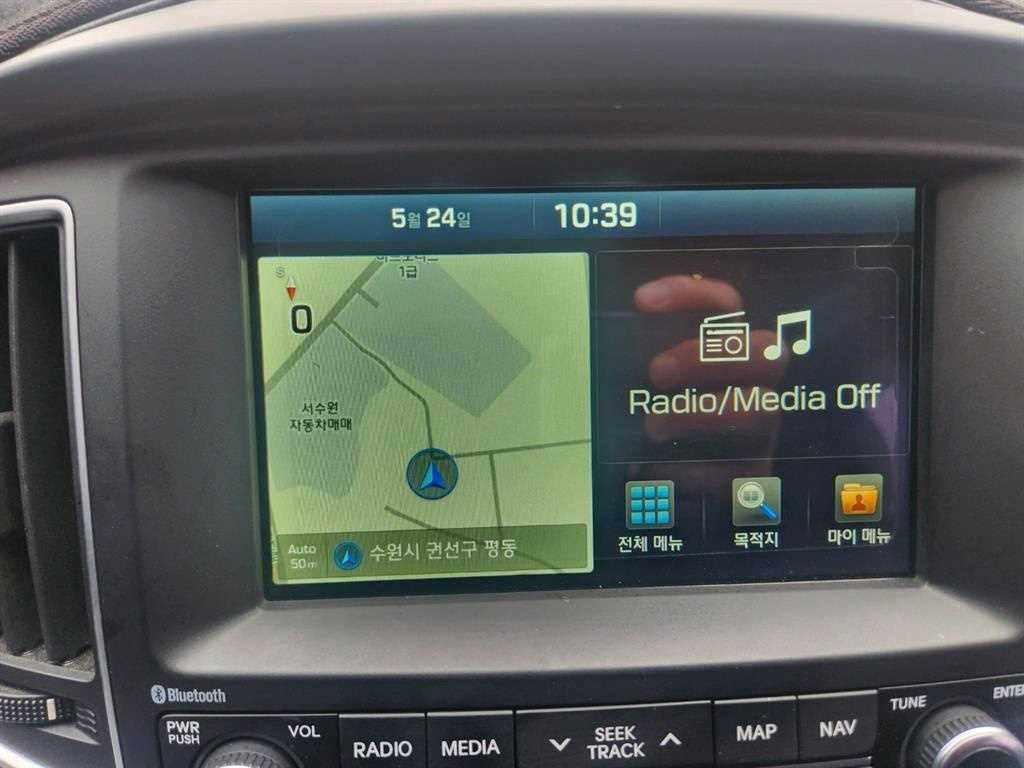 5월 24일 10:39
S
1급
0
서수원
자동차매매
Auto
50m
수원시 권선구 평동
Radio/Media Off
전체 메뉴
목적지
마이 메뉴
Bluetooth
PWR
PUSH
VOL
RADIO
MEDIA
SEEK
TRACK
MAP
NAV
TUNE